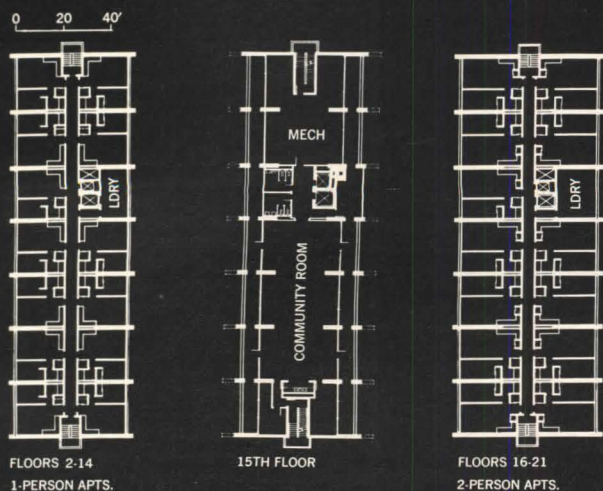 0 20 40'
LDRY
MECH
COMMUNITY ROOM
LDRY
FLOORS 2-14
1-PERSON APTS.
15TH FLOOR
FLOORS 16-21
2-PERSON APTS.